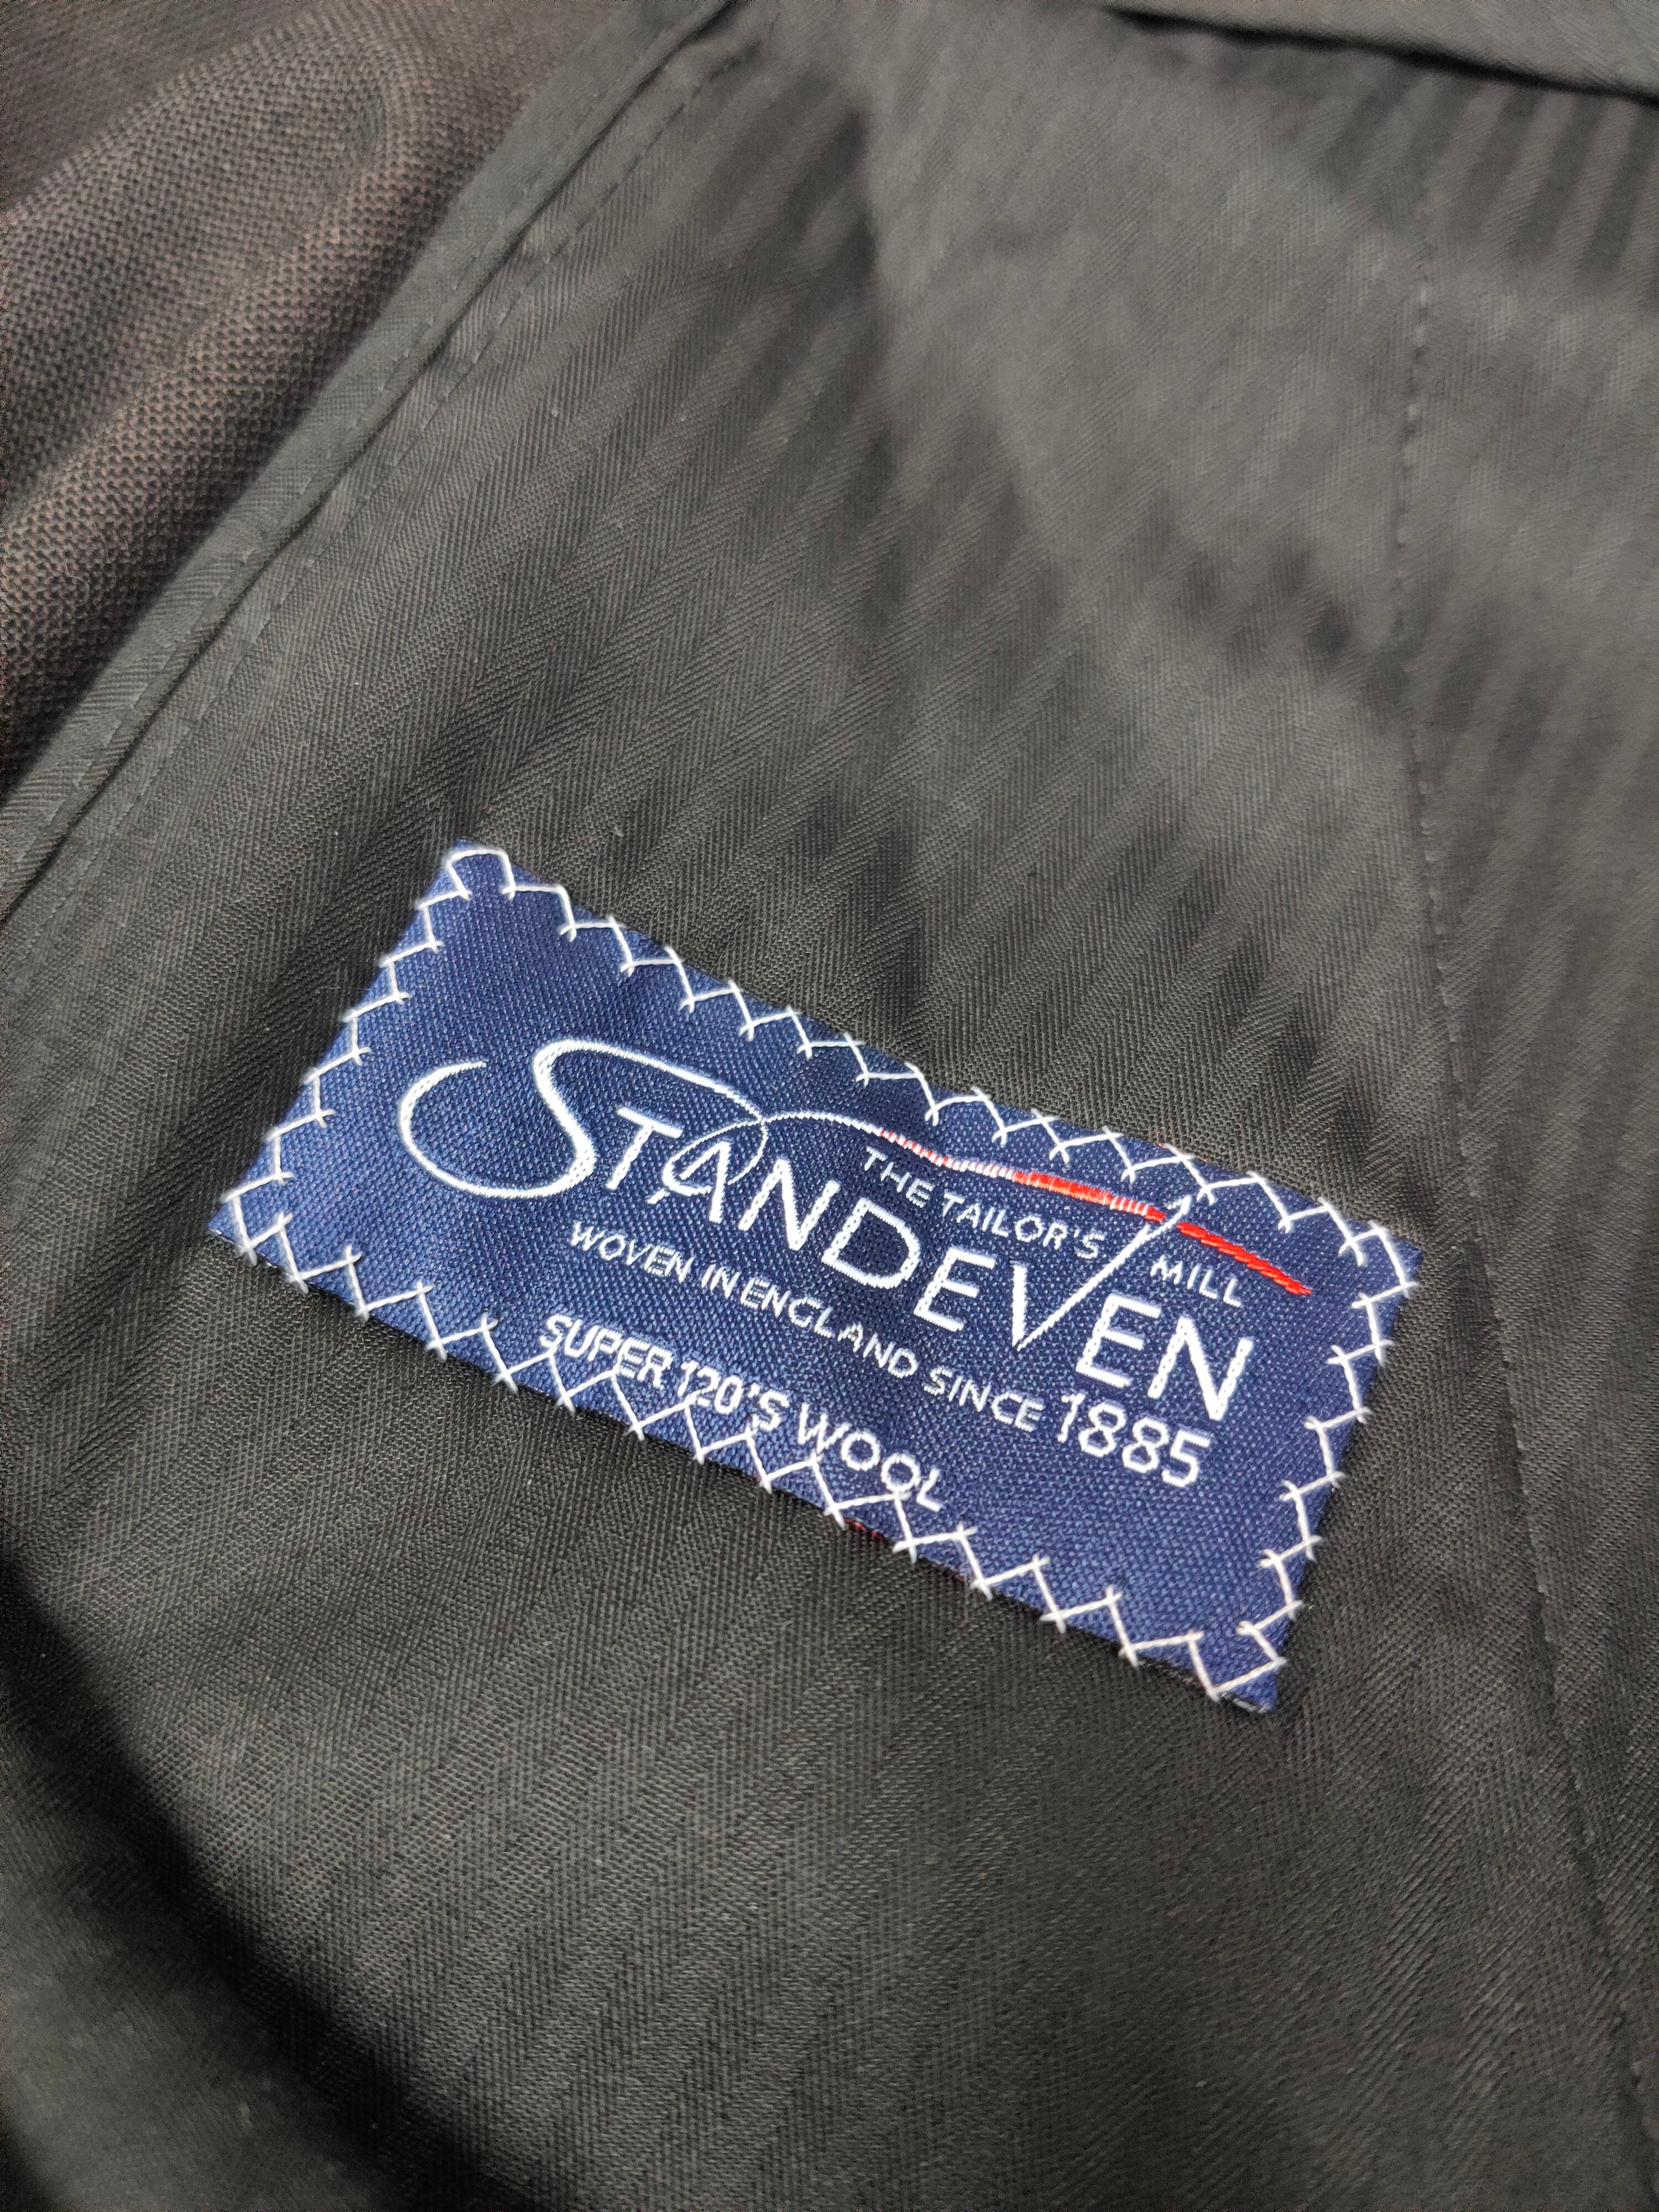 THE TAILOR'S MILL
STANDEVEN
WOVEN IN ENGLAND SINCE 1885
SUPER 120'S WOOL